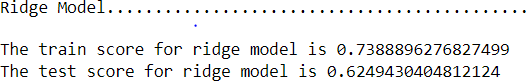 Ridge Model............................................
The train score for ridge model is 0.7388896276827499
The test score for ridge model is 0.6249430404812124